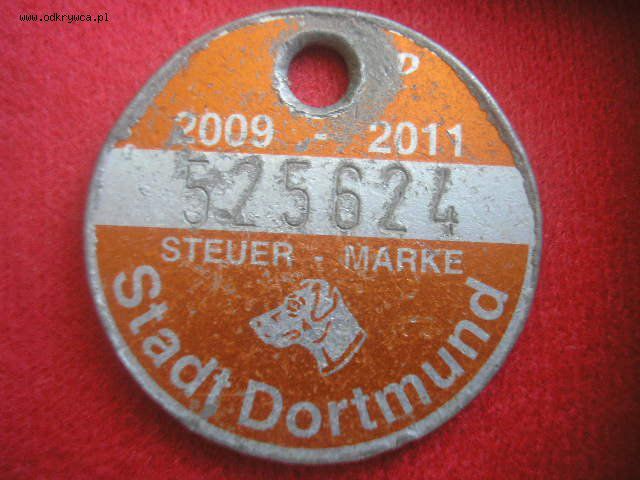 www.odkrywca.pl
D
2009 - 2011
525624
STEUER - MARKE
Stadt Dortmund